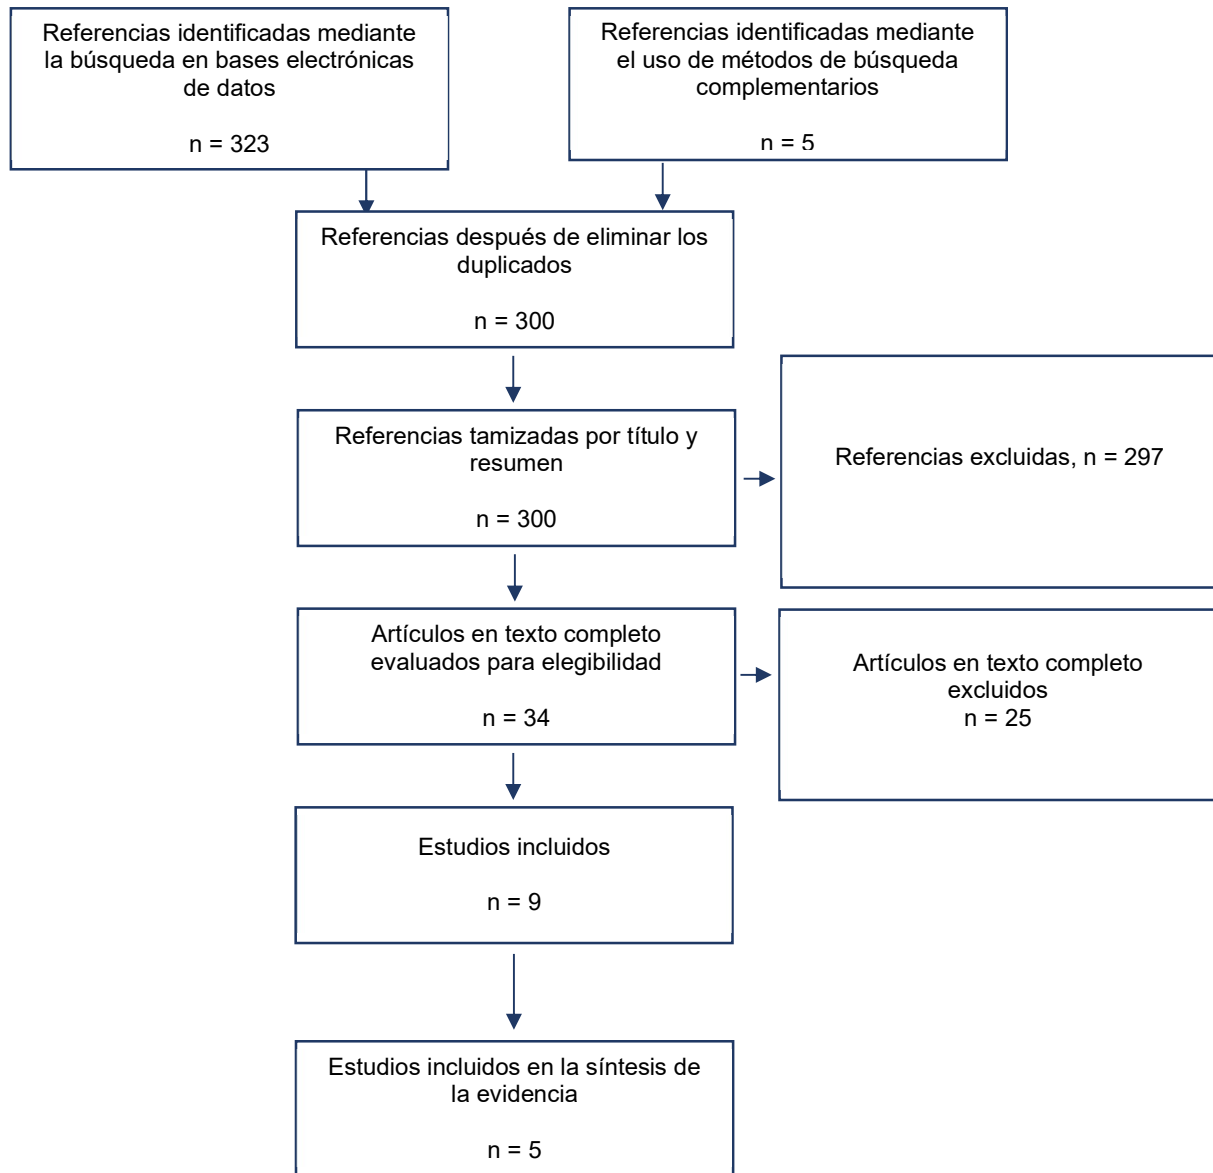 Referencias identificadas mediante
la búsqueda en bases electrónicas
de datos
n = 323
Referencias identificadas mediante
el uso de métodos de búsqueda
complementarios
n = 5
Referencias después de eliminar los
duplicados
n = 300
Referencias tamizadas por título y
resumen
n = 300
Referencias excluidas, n = 297
Artículos en texto completo
evaluados para elegibilidad
n = 34
Artículos en texto completo
excluidos
n = 25
Estudios incluidos
n = 9
Estudios incluidos en la síntesis de
la evidencia
n = 5